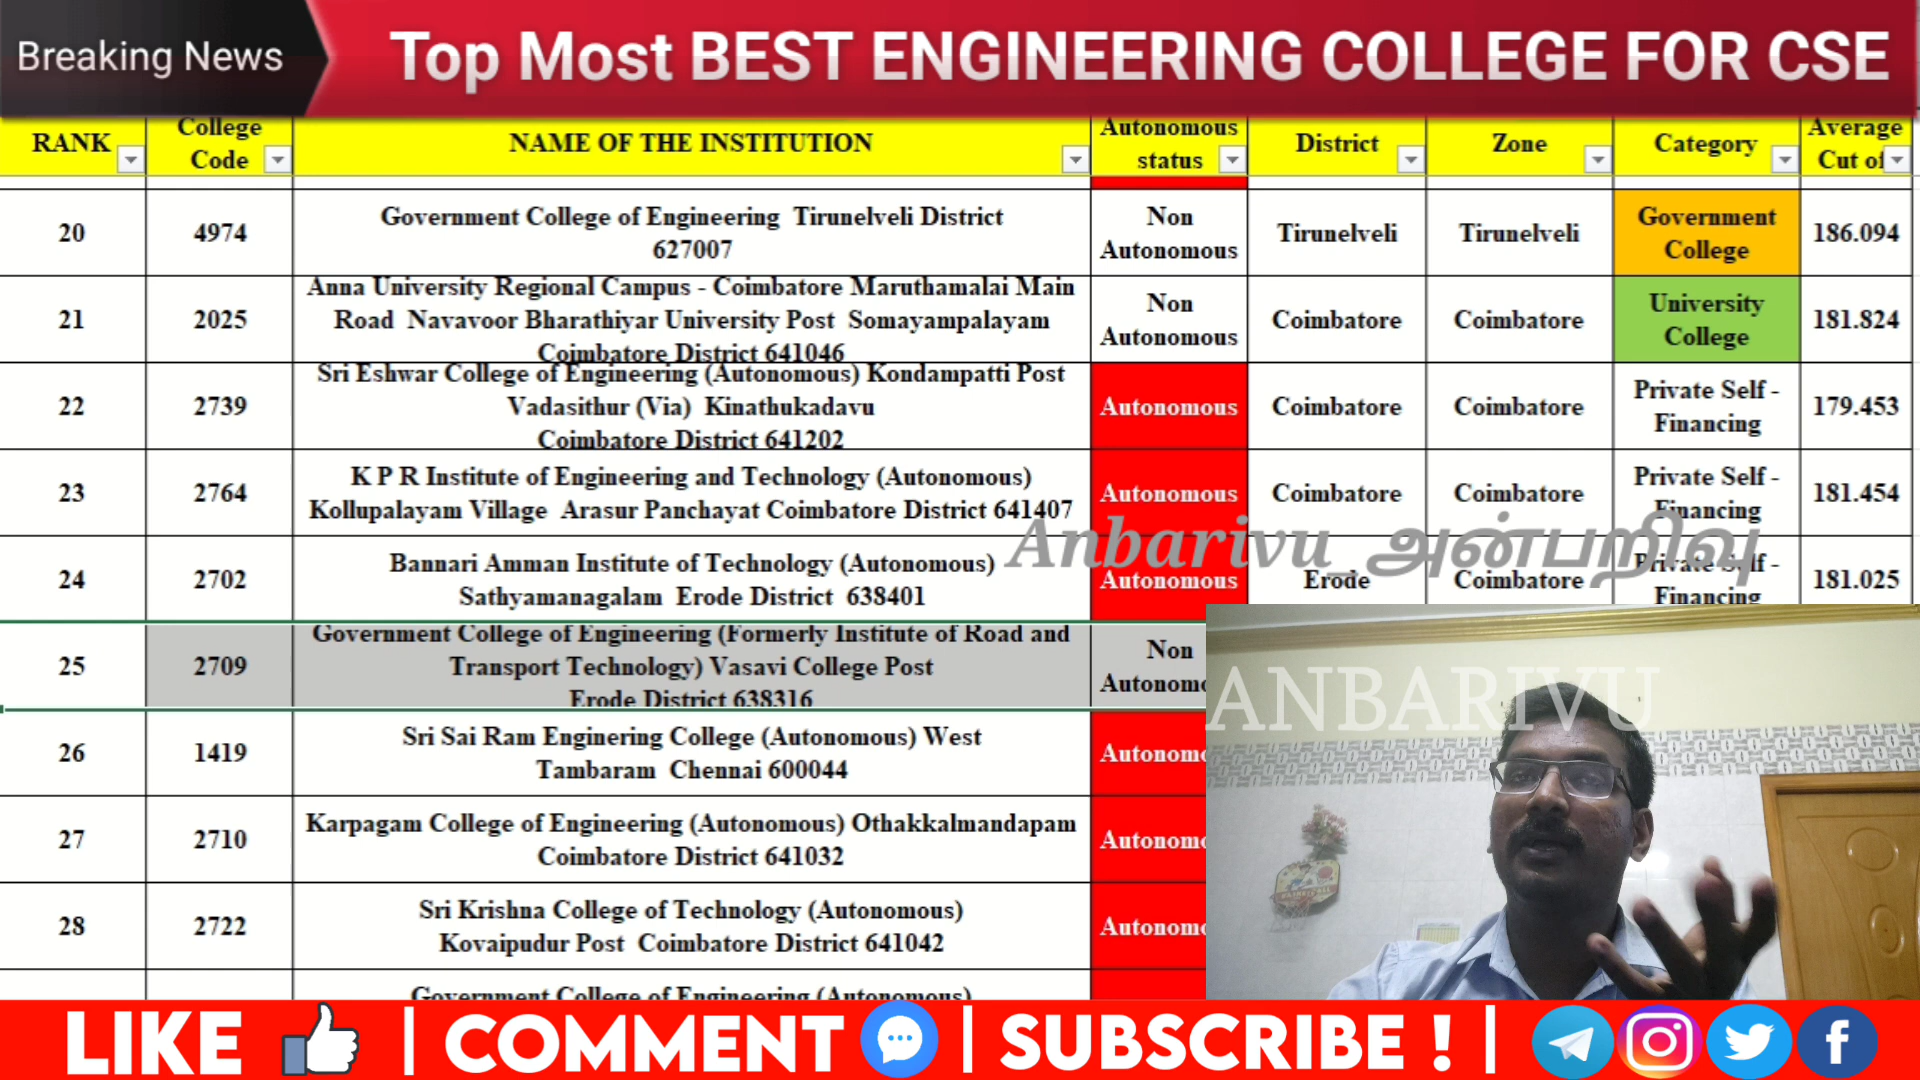 Breaking News
Top Most BEST ENGINEERING COLLEGE FOR CSE
RANK
College
Code
NAME OF THE INSTITUTION
Autonomous
status
District
Zone
Category
Average
Cut of
20
4974
Government College of Engineering Tirunelveli District
627007
Non
Autonomous
Tirunelveli
Tirunelveli
Government
College
186.094
21
2025
Anna University Regional Campus - Coimbatore Maruthamalai Main
Road Navavoor Bharathiyar University Post Somayampalayam
Coimbatore District 641046
Non
Autonomous
Coimbatore
Coimbatore
University
College
181.824
22
2739
Sri Eshwar College of Engineering (Autonomous) Kondampatti Post
Vadasithur (Via) Kinathukadavu
Coimbatore District 641202
Autonomous
Coimbatore
Coimbatore
Private Self -
Financing
179.453
23
2764
K P R Institute of Engineering and Technology (Autonomous)
Kollupalayam Village Arasur Panchayat Coimbatore District 641407
Autonomous
Coimbatore
Coimbatore
Private Self -
Financing
181.454
Anbarivu_அன்பறிவு
24
2702
Bannari Amman Institute of Technology (Autonomous)
Sathyamanagalam Erode District 638401
Autonomous
Erode
Coimbatore
Private Self -
Financing
181.025
25
2709
Government College of Engineering (Formerly Institute of Road and
Transport Technology) Vasavi College Post
Erode District 638316
Non
Autonomo
ANBARIVU
26
1419
Sri Sai Ram Enginering College (Autonomous) West
Tambaram Chennai 600044
Autonomo
27
2710
Karpagam College of Engineering (Autonomous) Othakkalmandapam
Coimbatore District 641032
Autonomo
28
2722
Sri Krishna College of Technology (Autonomous)
Kovaipudur Post Coimbatore District 641042
Autonomo
Government College of Engineering (Autonomous)
LIKE | COMMENT | SUBSCRIBE ! |